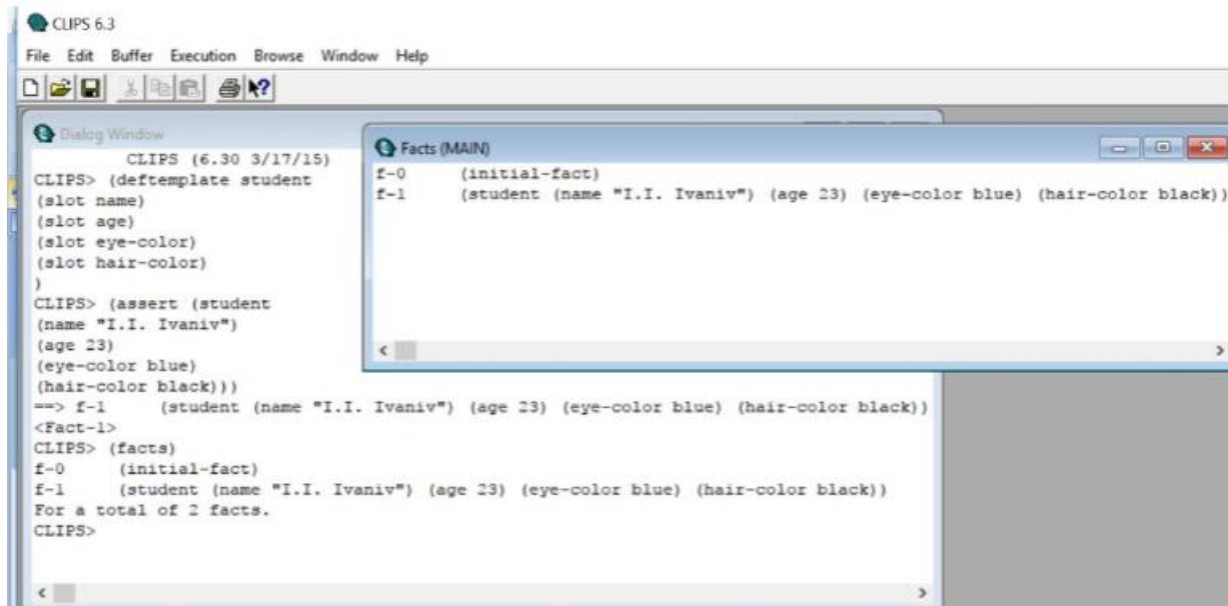 CLIPS 6.3
File Edit Buffer Execution Browse Window Help
Dialog Window
CLIPS (6.30 3/17/15)
CLIPS> (deftemplate student
(slot name)
(slot age)
(slot eye-color)
(slot hair-color)
)
CLIPS> (assert (student
(name "I.I. Ivaniv")
(age 23)
(eye-color blue)
(hair-color black)))
==> f-1 (student (name "I.I. Ivaniv") (age 23) (eye-color blue) (hair-color black))
<Fact-1>
CLIPS> (facts)
f-0 (initial-fact)
f-1 (student (name "I.I. Ivaniv") (age 23) (eye-color blue) (hair-color black))
For a total of 2 facts.
CLIPS>
Facts (MAIN)
f-0 (initial-fact)
f-1 (student (name "I.I. Ivaniv") (age 23) (eye-color blue) (hair-color black))